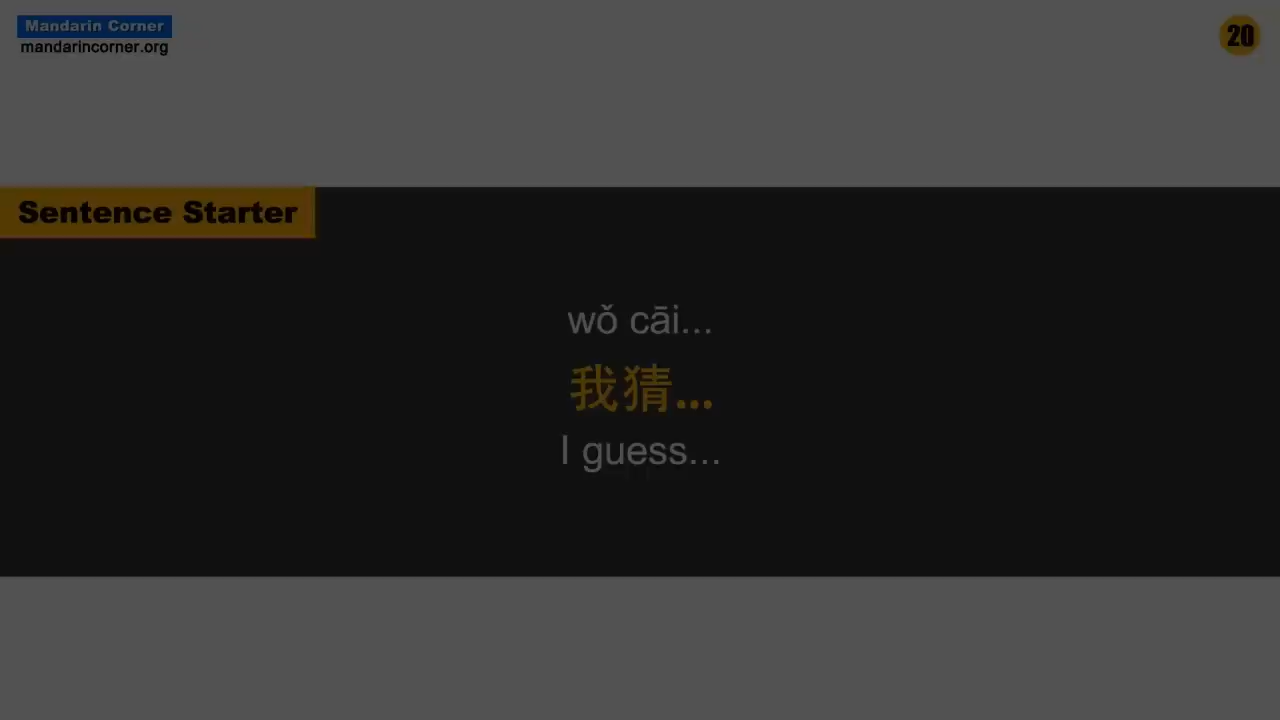 Mandarin Corner
mandarincorner.org
20
Sentence Starter
wǒ cāi...
我猜...
I guess...